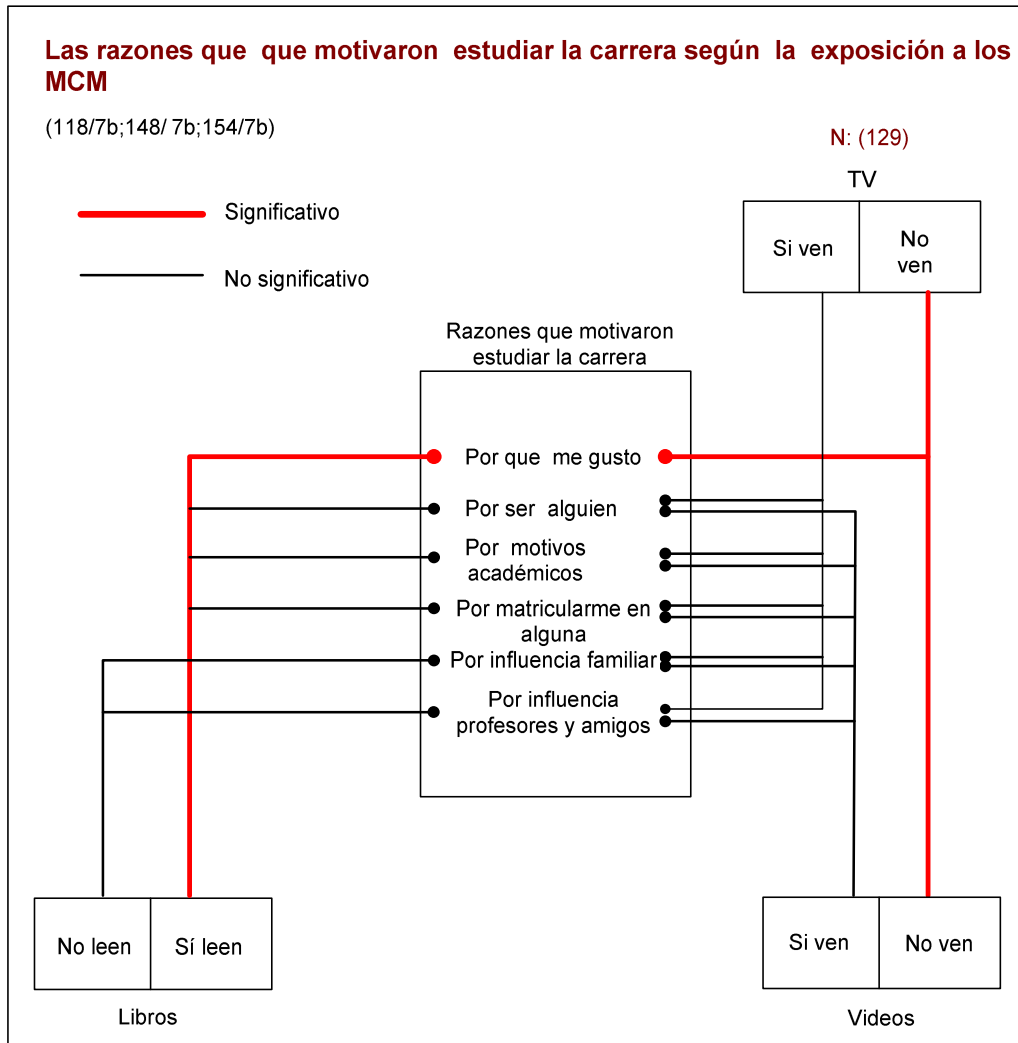 Las razones que que motivaron estudiar la carrera según la exposición a los
MCM
(118/7b;148/ 7b;154/7b)
N: (129)
TV
Significativo
Si ven
No
ven
No significativo
Razones que motivaron
estudiar la carrera
Por que me gusto
Por ser alguien
Por motivos
académicos
Por matricularme en
alguna
Por influencia familiar
Por influencia
profesores y amigos
No leen
Sí leen
Si ven
No ven
Libros
Videos